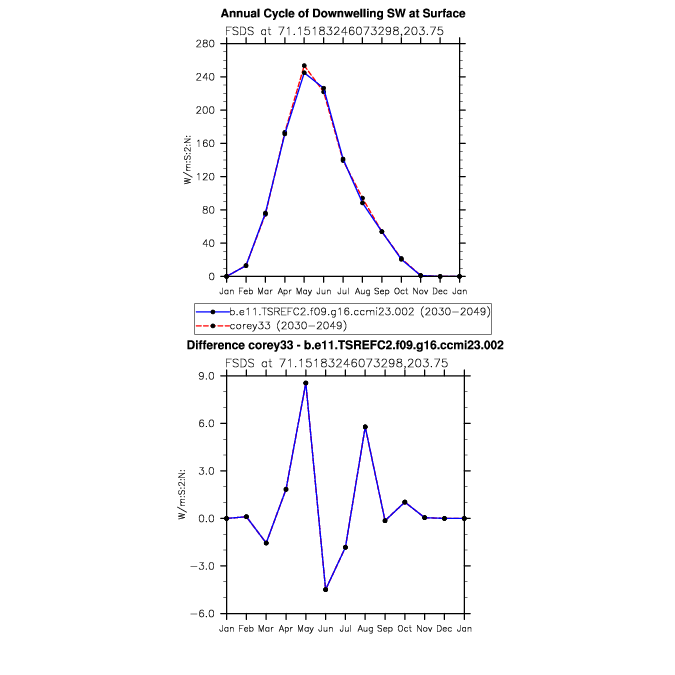 Annual Cycle of Downwelling SW at Surface
FSDS at 71.15183246073298,203.75
280
240
200
160
120
80
40
0
W/m:S:2:N:
Jan Feb Mar Apr May Jun Jul Aug Sep Oct Nov Dec Jan
b.e11.TSREFC2.f09.g16.ccmi23.002 (2030-2049)
corey33 (2030-2049)
Difference corey33 - b.e11.TSREFC2.f09.g16.ccmi23.002
FSDS at 71.15183246073298,203.75
9.0
6.0
3.0
0.0
-3.0
-6.0
W/m:S:2:N:
Jan Feb Mar Apr May Jun Jul Aug Sep Oct Nov Dec Jan